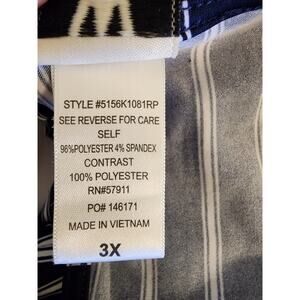 STYLE #5156K1081RP
SEE REVERSE FOR CARE
SELF
96%POLYESTER 4% SPANDEX
CONTRAST
100% POLYESTER
RN#57911
PO# 146171
MADE IN VIETNAM
3X